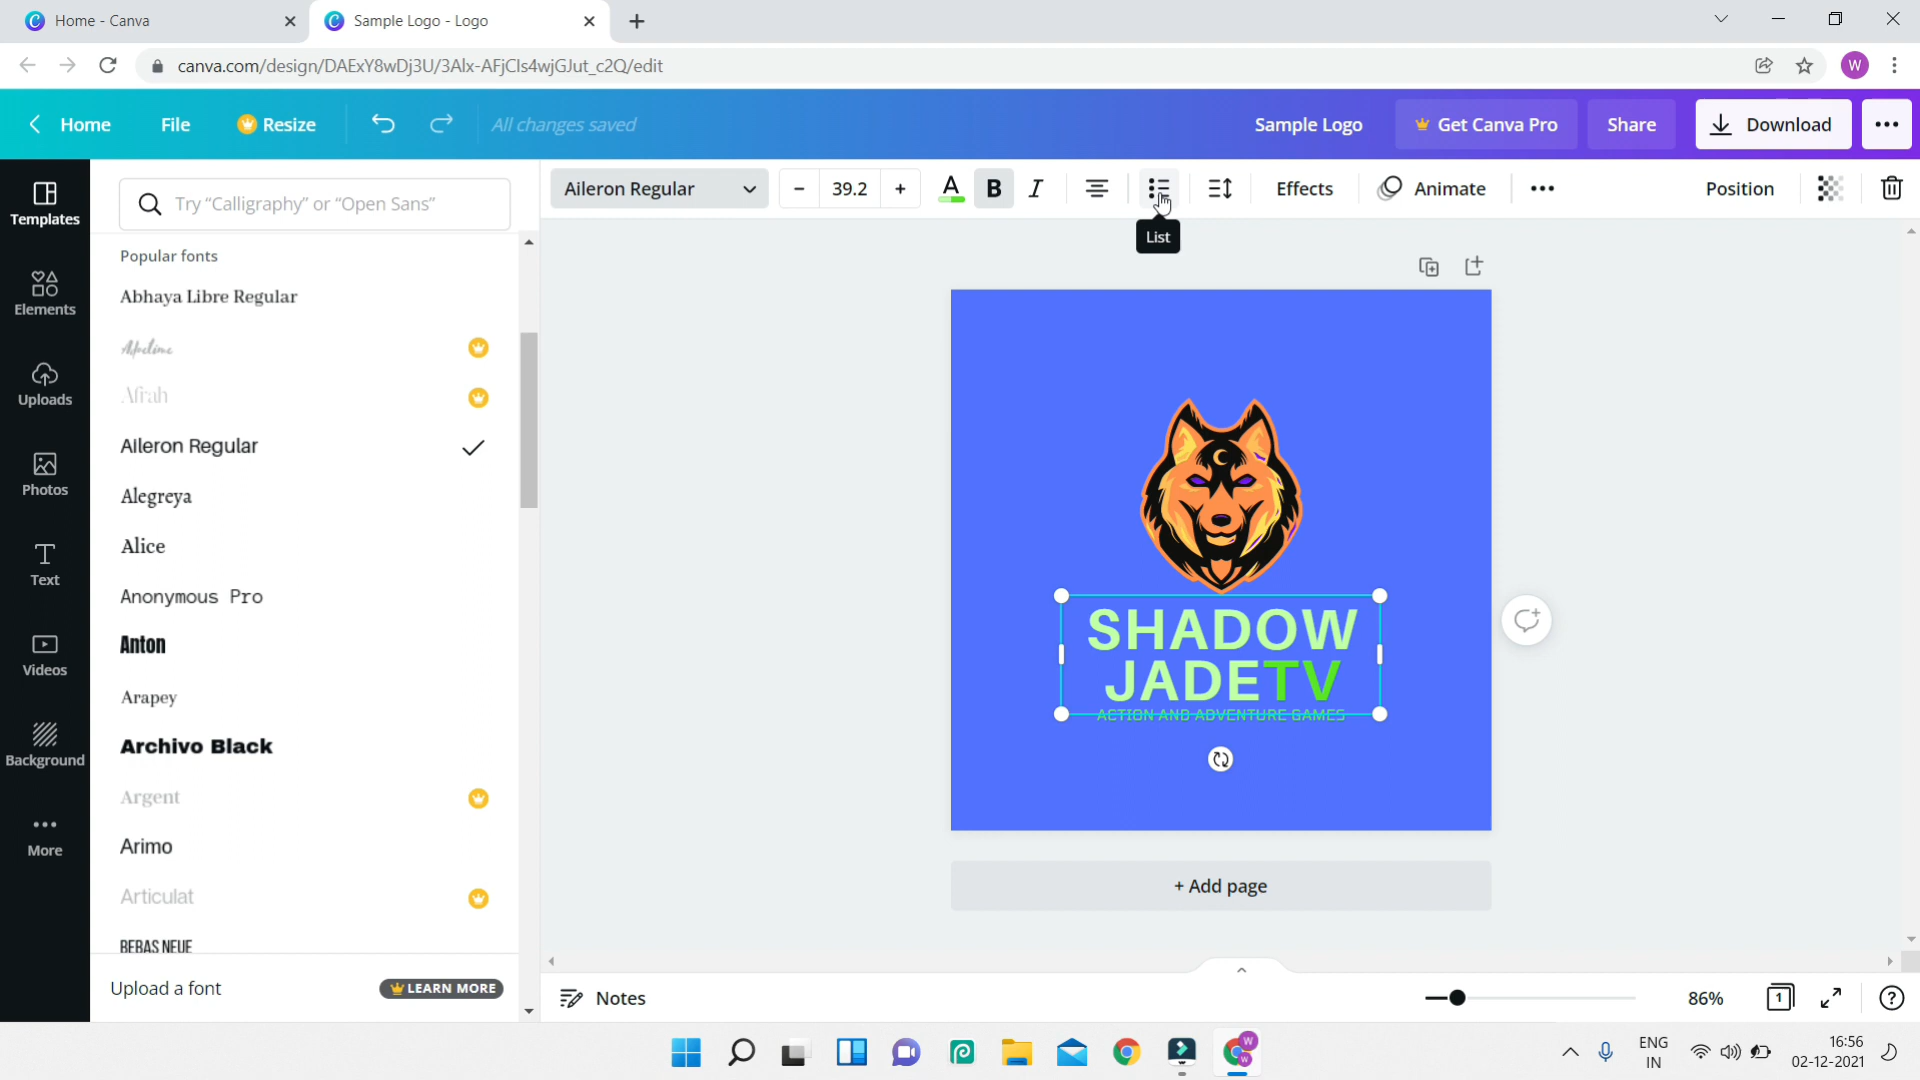 Home - Canva
Sample Logo - Logo
canva.com/design/DAExY8wDj3U/3Alx-AFjCls4wjGJut_c2Q/edit
W
Home
File
Resize
All changes saved
Sample Logo
Get Canva Pro
Share
Download
Templates
Elements
Uploads
Photos
Text
Videos
Background
More
Try “Calligraphy” or “Open Sans”
Popular fonts
Abhaya Libre Regular
Adeline
Afrah
Aileron Regular
Alegreya
Alice
Anonymous Pro
Anton
Arapey
Archivo Black
Argent
Arimo
Articulat
BEBAS NEUE
Upload a font
LEARN MORE
Aileron Regular
- 39.2 +
A B I
Effects
Animate
Position
List
SHADOW
JADETV
ACTION AND ADVENTURE GAMES
+ Add page
Notes
86%
1
?
ENG
IN
16:56
02-12-2021